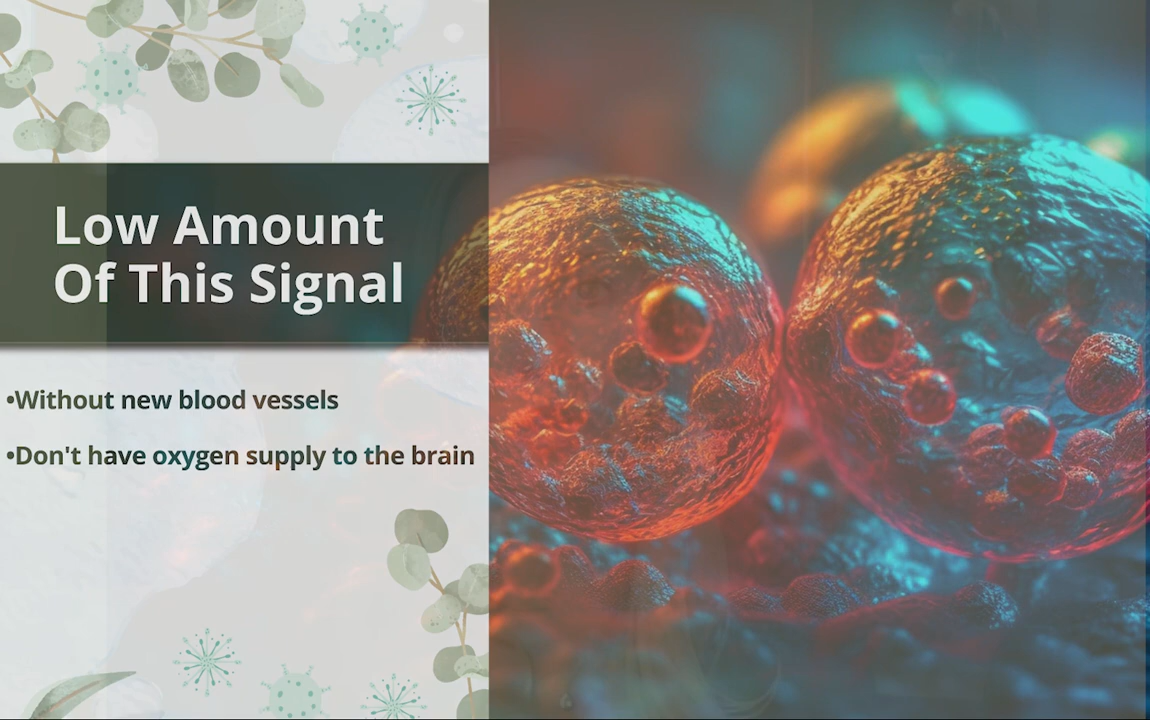 Low Amount
Of This Signal
•Without new blood vessels
•Don't have oxygen supply to the brain